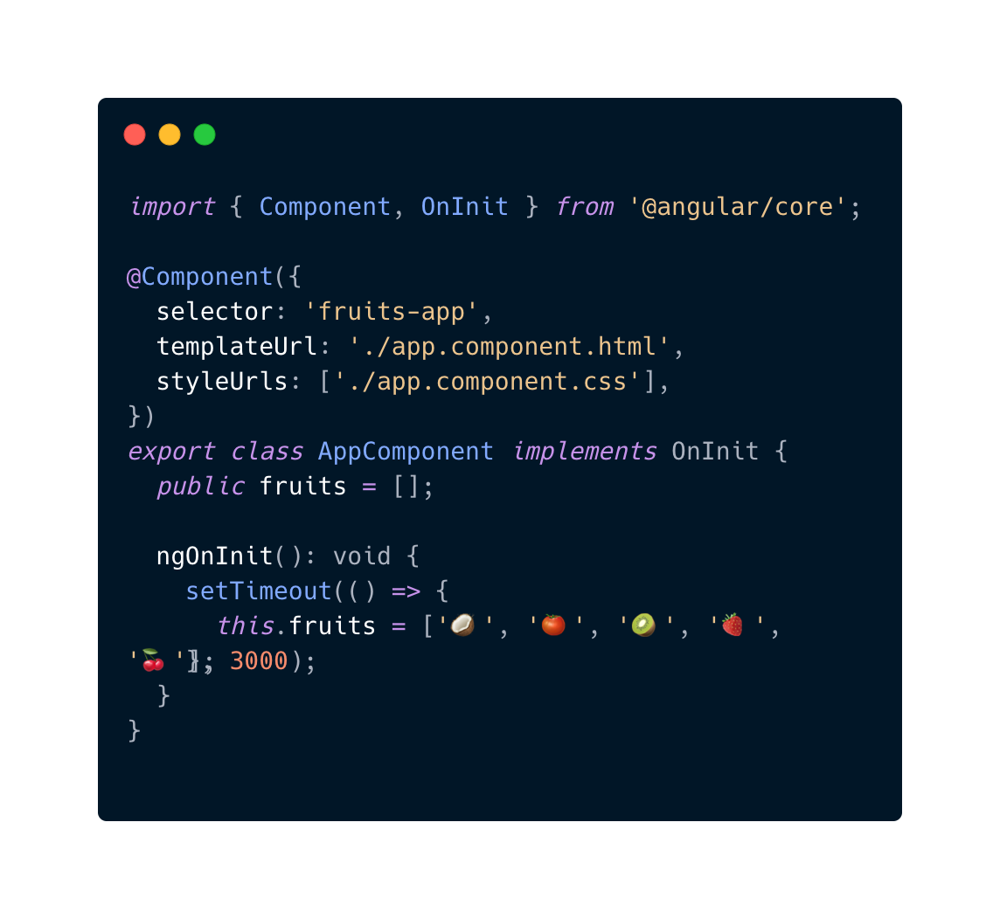 import { Component, OnInit } from '@angular/core';
@Component({
  selector: 'fruits-app',
  templateUrl: './app.component.html',
  styleUrls: ['./app.component.css'],
})
export class AppComponent implements OnInit {
  public fruits = [];
  ngOnInit(): void {
    setTimeout(() => {
      this.fruits = ['🥥', '🍅', '🥝', '🍓',
'🍒']; 3000);
  }
}